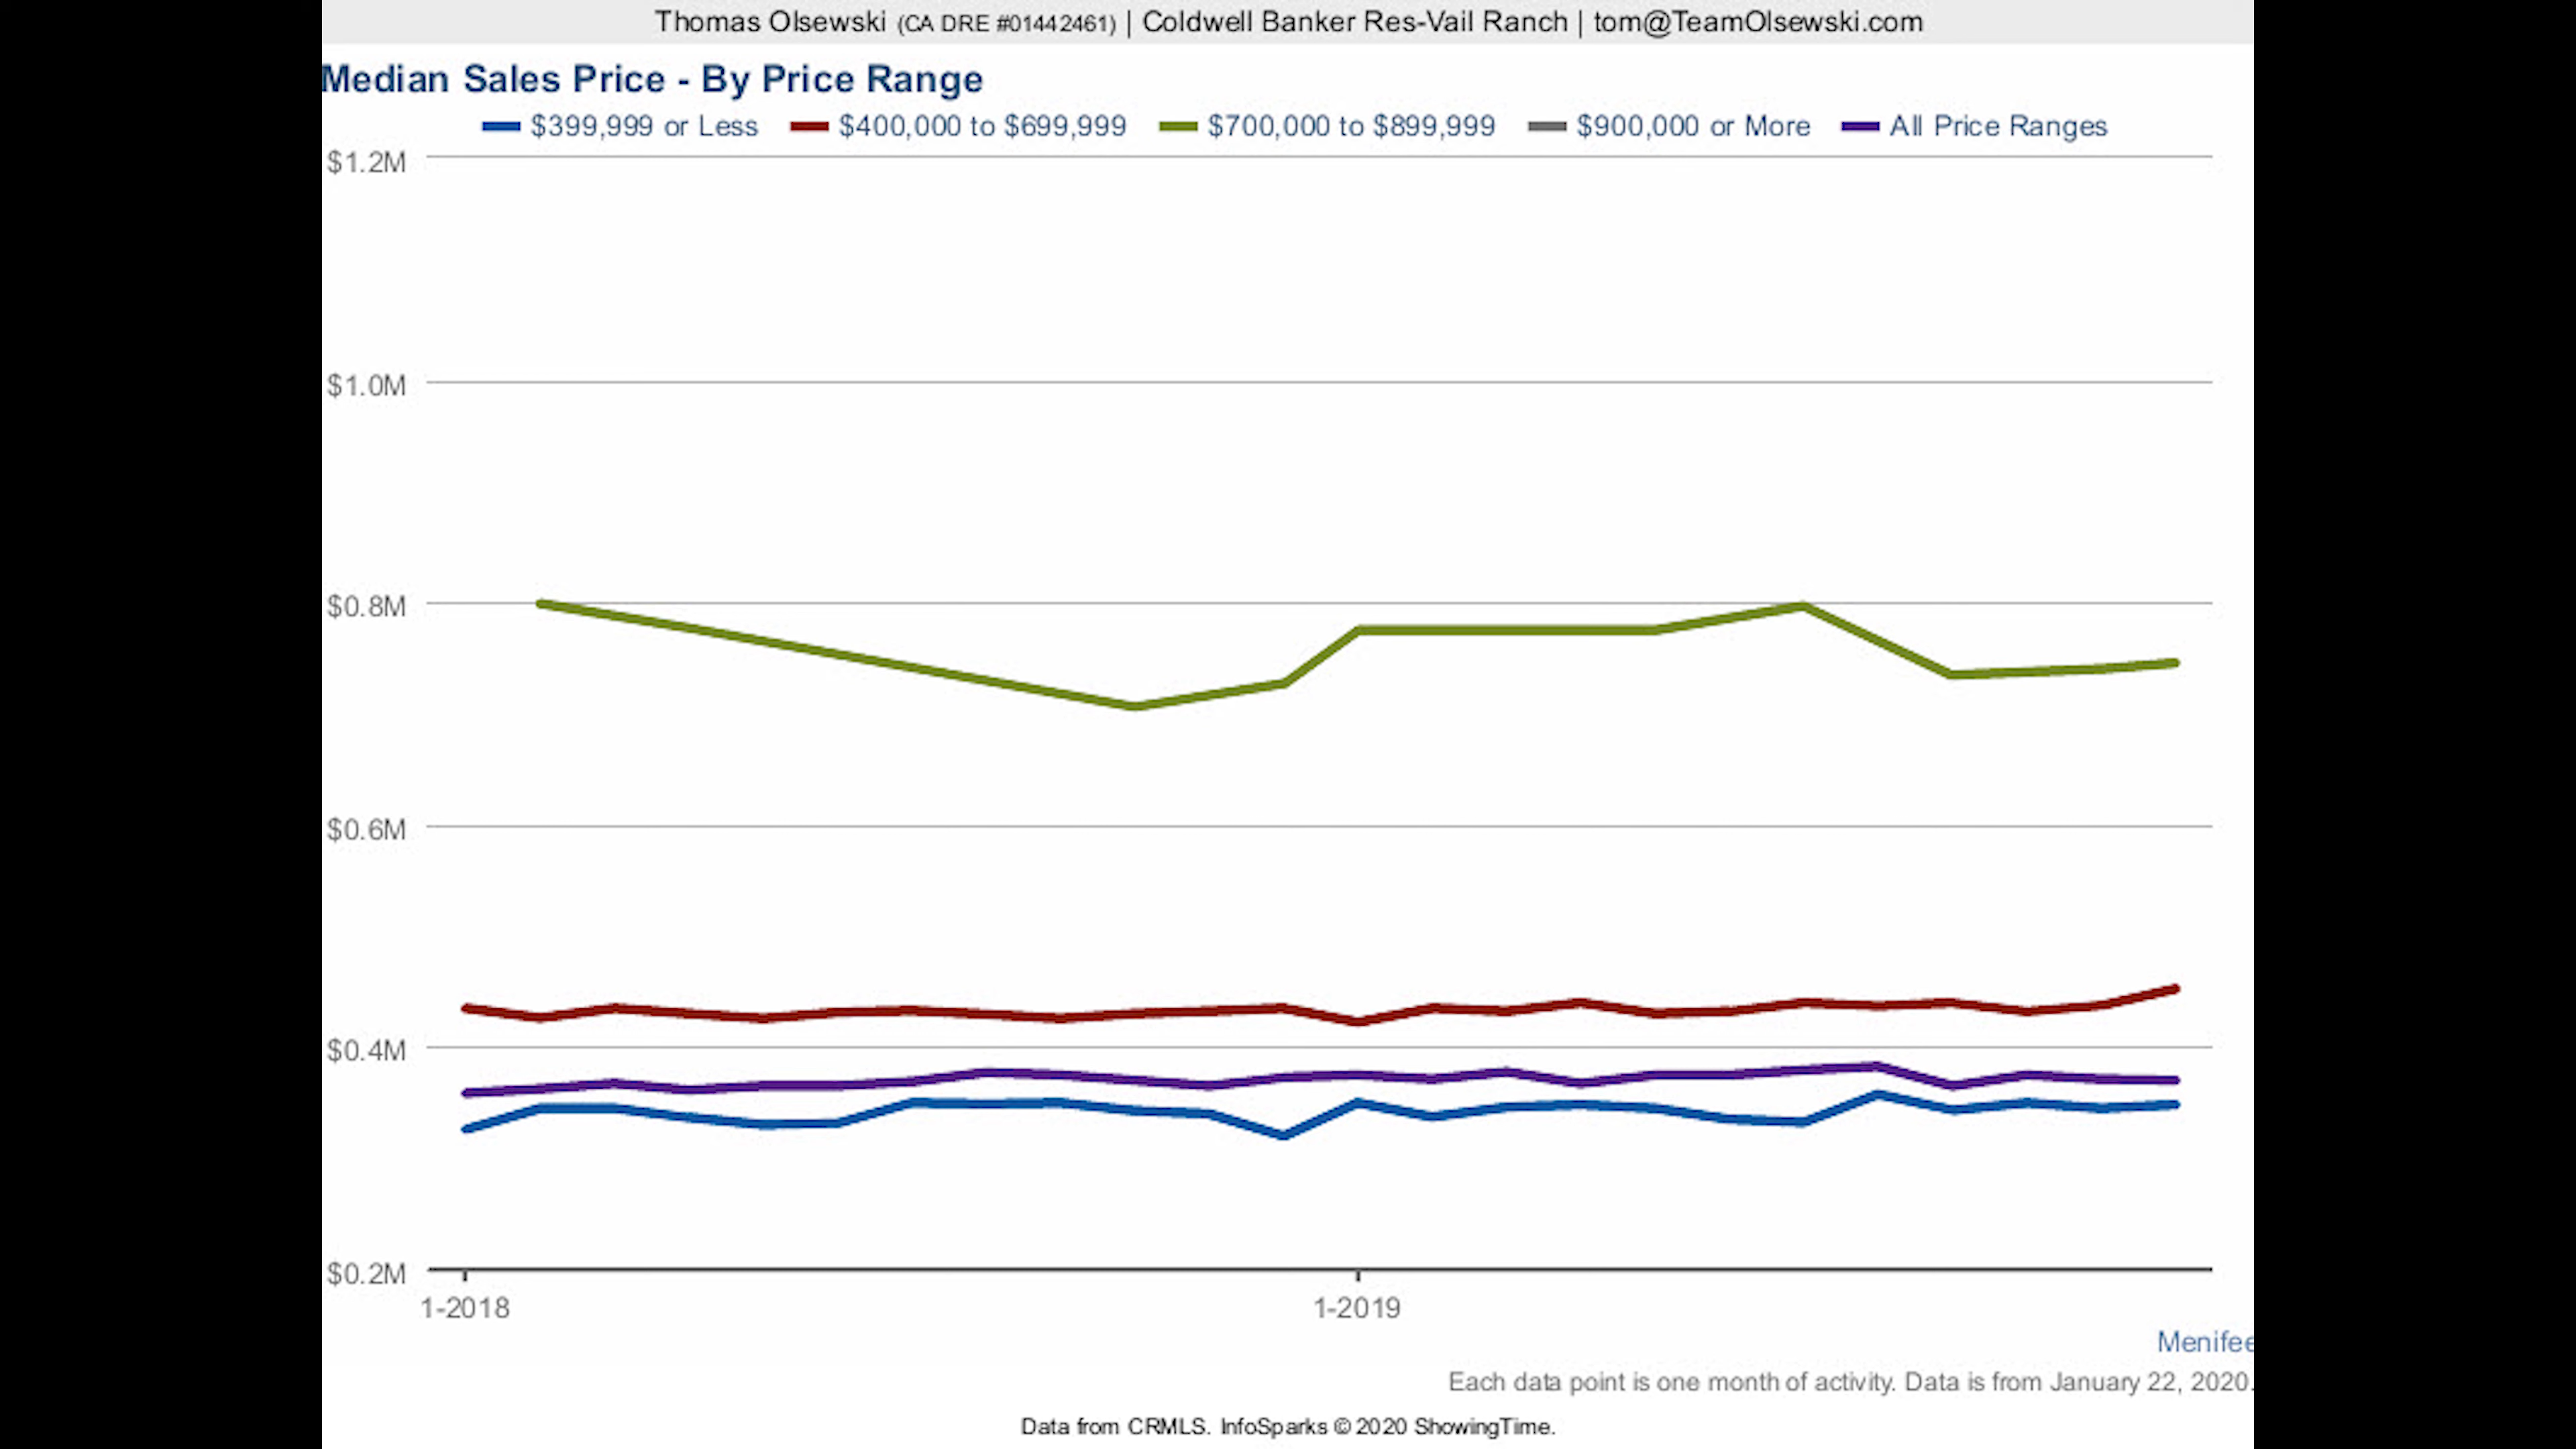 Thomas Olsewski (CA DRE #01442461) | Coldwell Banker Res-Vail Ranch | tom@TeamOlsewski.com
Median Sales Price - By Price Range
$399,999 or Less $400,000 to $699,999 $700,000 to $899,999 $900,000 or More All Price Ranges
$1.2M
$1.0M
$0.8M
$0.6M
$0.4M
$0.2M
1-2018 1-2019
Menifee
Each data point is one month of activity. Data is from January 22, 2020.
Data from CRMLS. InfoSparks © 2020 ShowingTime.